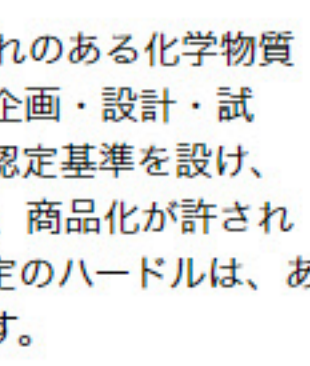 れのある化学物質
企画・設計・試
認定基準を設け、
、商品化が許され
定のハードルは、あ
す。